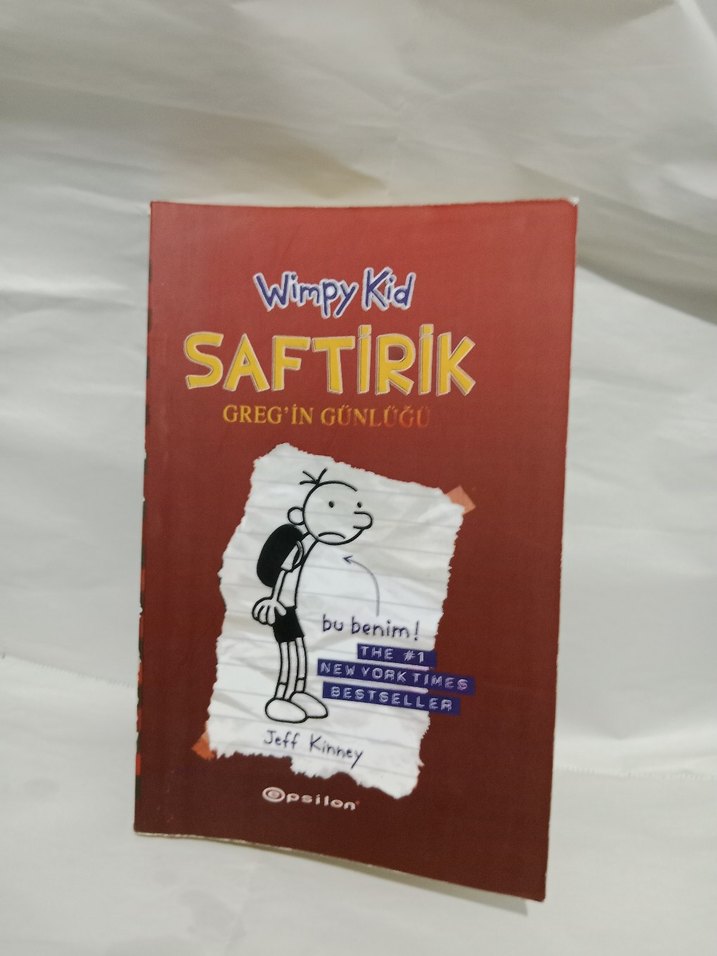 Wimpy Kid
SAFTİRİK
GREG'İN GÜNLÜĞÜ
bu benim!
THE #1
NEW YORK TIMES
BESTSELLER
Jeff Kinney
epsilon